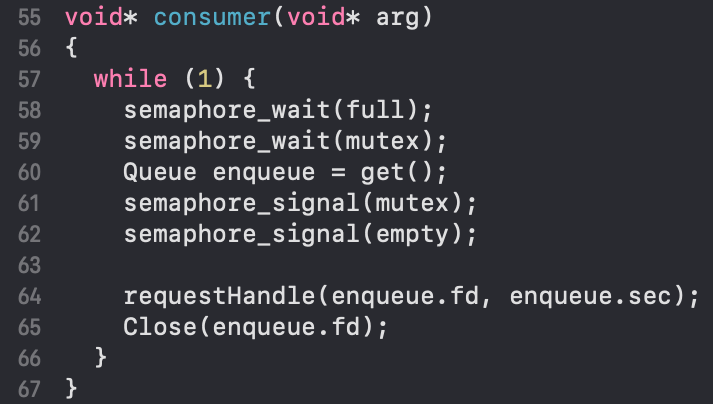 55 void* consumer(void* arg)
56 {
57   while (1) {
58     semaphore_wait(full);
59     semaphore_wait(mutex);
60     Queue enqueue = get();
61     semaphore_signal(mutex);
62     semaphore_signal(empty);
63
64     requestHandle(enqueue.fd, enqueue.sec);
65     Close(enqueue.fd);
66   }
67 }